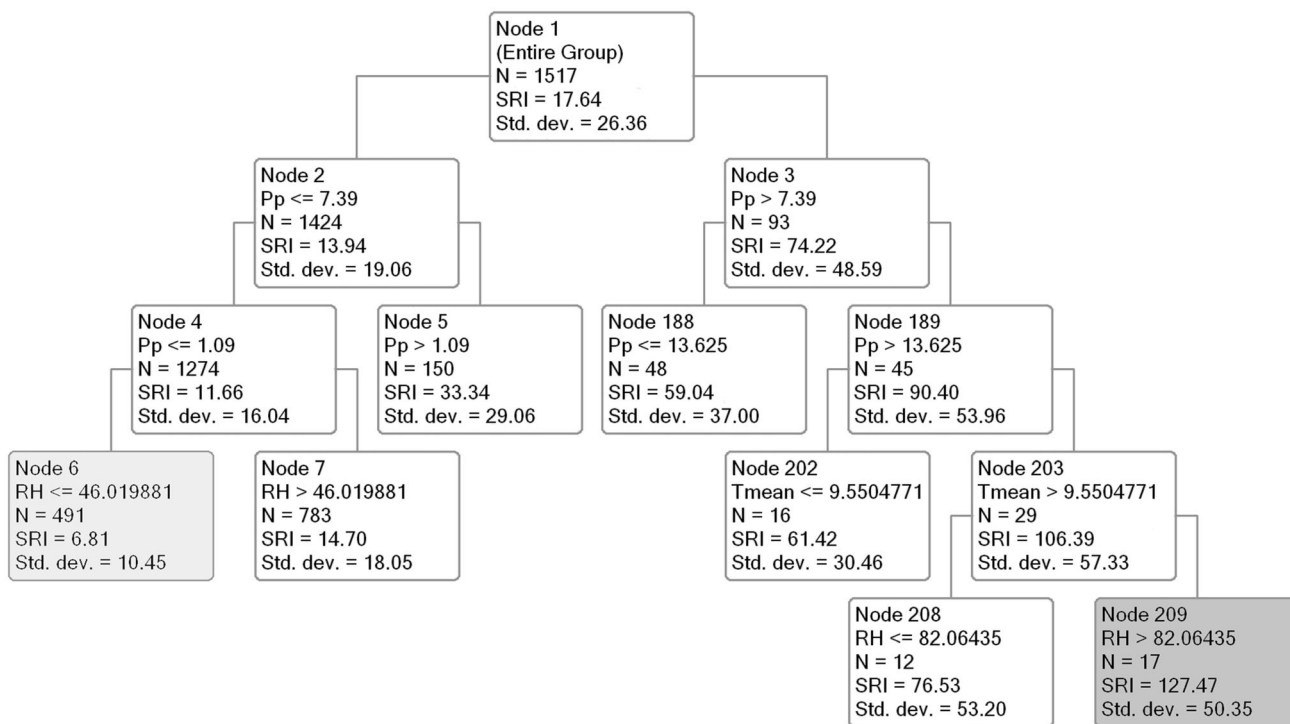 Node 1
(Entire Group)
N = 1517
SRI = 17.64
Std. dev. = 26.36
Node 2
Pp <= 7.39
N = 1424
SRI = 13.94
Std. dev. = 19.06
Node 3
Pp > 7.39
N = 93
SRI = 74.22
Std. dev. = 48.59
Node 4
Pp <= 1.09
N = 1274
SRI = 11.66
Std. dev. = 16.04
Node 5
Pp > 1.09
N = 150
SRI = 33.34
Std. dev. = 29.06
Node 188
Pp <= 13.625
N = 48
SRI = 59.04
Std. dev. = 37.00
Node 189
Pp > 13.625
N = 45
SRI = 90.40
Std. dev. = 53.96
Node 6
RH <= 46.019881
N = 491
SRI = 6.81
Std. dev. = 10.45
Node 7
RH > 46.019881
N = 783
SRI = 14.70
Std. dev. = 18.05
Node 202
Tmean <= 9.5504771
N = 16
SRI = 61.42
Std. dev. = 30.46
Node 203
Tmean > 9.5504771
N = 29
SRI = 106.39
Std. dev. = 57.33
Node 208
RH <= 82.06435
N = 12
SRI = 76.53
Std. dev. = 53.20
Node 209
RH > 82.06435
N = 17
SRI = 127.47
Std. dev. = 50.35